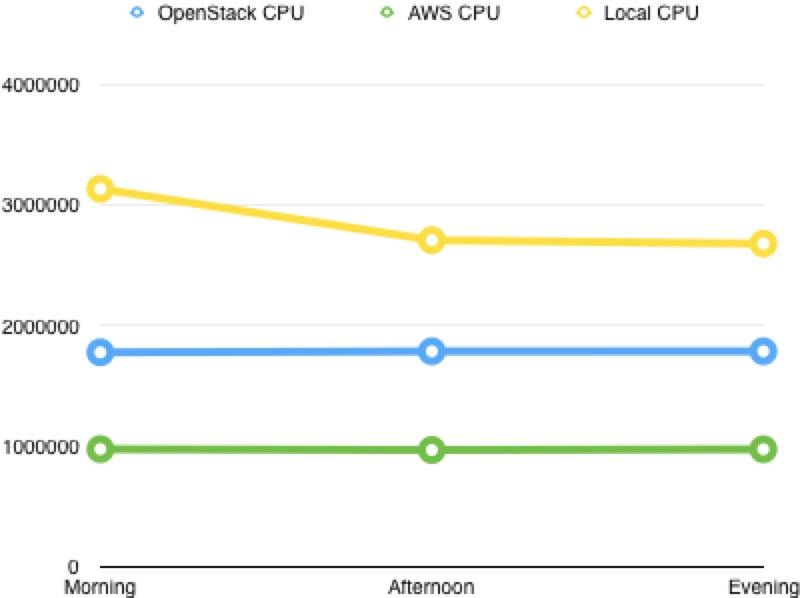 OpenStack CPU AWS CPU Local CPU
4000000
3000000
2000000
1000000
0
Morning Afternoon Evening